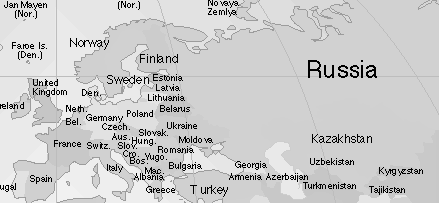 Jan Mayen
(Nor.)
(Nor.)
Novaya
Zemlya
Faroe Is.
(Den.)
Norway
Finland
Russia
Sweden
Estonia
Latvia
Lithuania
United
Kingdom
Den.
Ireland
Neth.
Bel.
Germany
Poland
Belarus
Czech.
Ukraine
Slovak.
Aus.
Hung.
Moldova
France
Switz.
Slov.
Romania
Cro.
Yugo.
Bos.
Bulgaria
Italy
Mac.
Albania
Spain
ugal
Greece
Turkey
Georgia
Armenia
Azerbaijan
Kazakhstan
Uzbekistan
Turkmenistan
Kyrgyzstan
Tajikistan